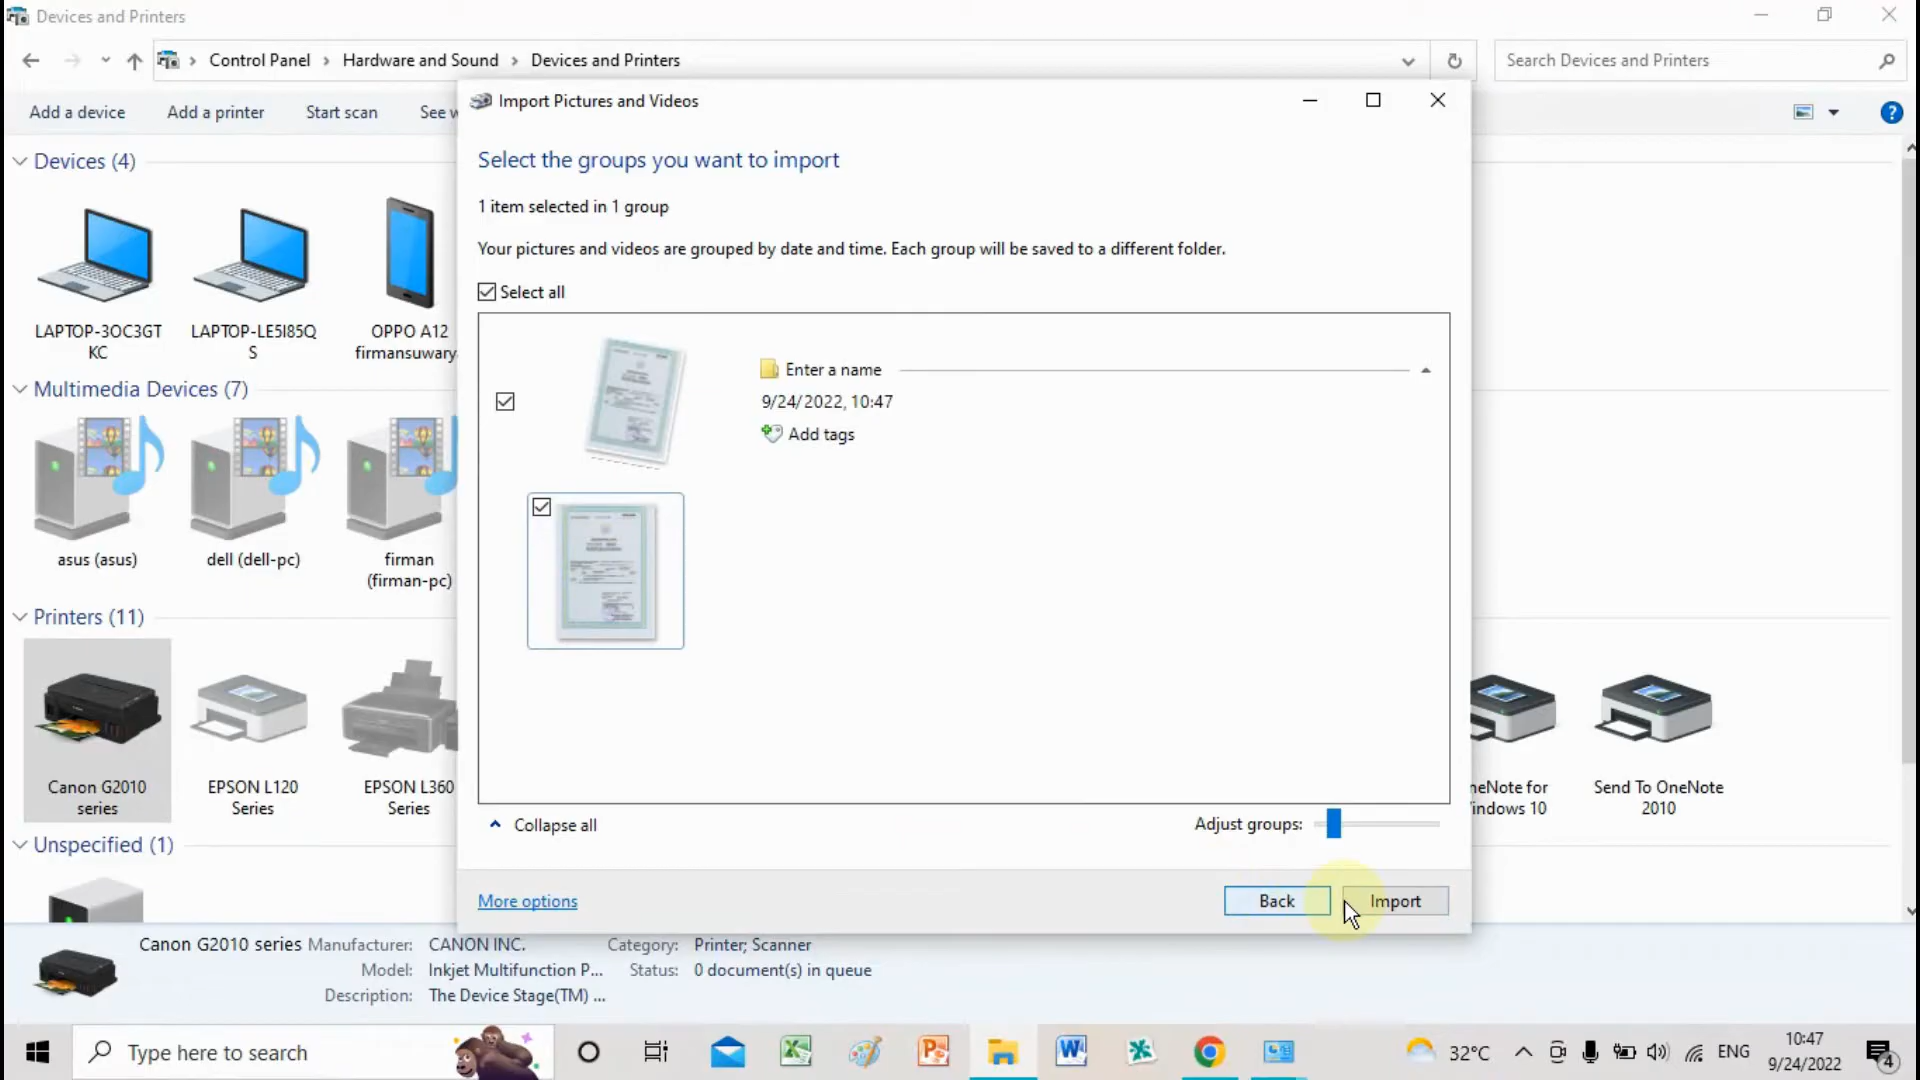 Devices and Printers
Control Panel
Hardware and Sound
Devices and Printers
Search Devices and Printers
Add a device
Add a printer
Start scan
See w
Import Pictures and Videos
Select the groups you want to import
1 item selected in 1 group
Your pictures and videos are grouped by date and time. Each group will be saved to a different folder.
Select all
Enter a name
9/24/2022, 10:47
Add tags
Collapse all
Adjust groups:
More options
Back
Import
Devices (4)
LAPTOP-3OC3GT
KC
LAPTOP-LE5I85Q
S
OPPO A12
firmansuwary
Multimedia Devices (7)
asus (asus)
dell (dell-pc)
firman
(firman-pc)
Printers (11)
Canon G2010
series
EPSON L120
Series
EPSON L360
Series
neNote for
indows 10
Send To OneNote
2010
Unspecified (1)
Canon G2010 series
Manufacturer: CANON INC.
Category: Printer; Scanner
Model: Inkjet Multifunction P...
Status: 0 document(s) in queue
Description: The Device Stage(TM) ...
Type here to search
32°C
ENG
10:47
9/24/2022
4